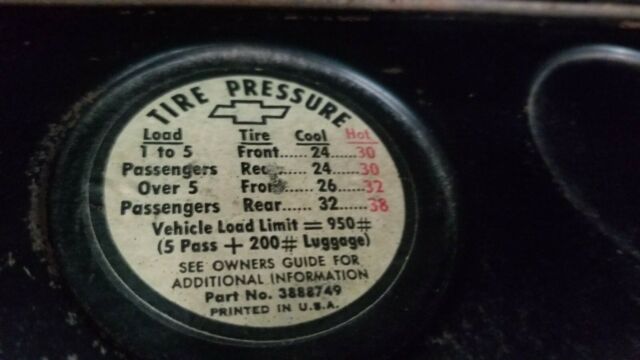 TIRE PRESSURE
Load Tire Cool Hot
1 to 5 Front...... 24......30
Passengers Rear...... 24......30
Over 5 Front...... 26......32
Passengers Rear...... 32......38
Vehicle Load Limit = 950#
(5 Pass + 200# Luggage)
SEE OWNERS GUIDE FOR
ADDITIONAL INFORMATION
Part No. 3888749
PRINTED IN U.S.A.